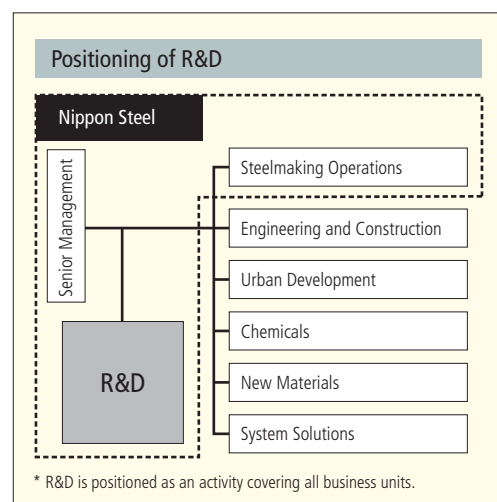 Positioning of R&D
Nippon Steel
Senior Management
Steelmaking Operations
Engineering and Construction
Urban Development
Chemicals
New Materials
System Solutions
R&D
* R&D is positioned as an activity covering all business units.